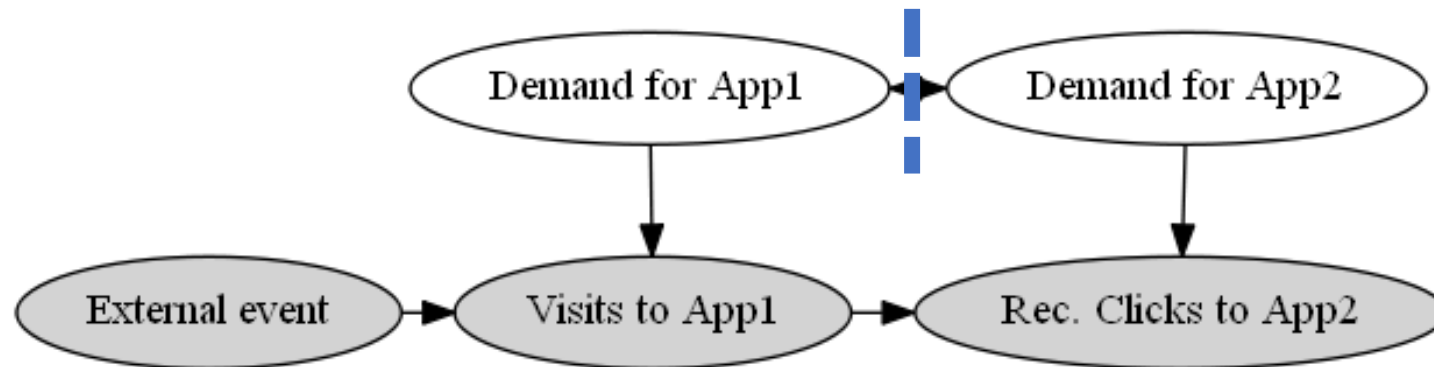 Demand for App1
Demand for App2
External event
Visits to App1
Rec. Clicks to App2